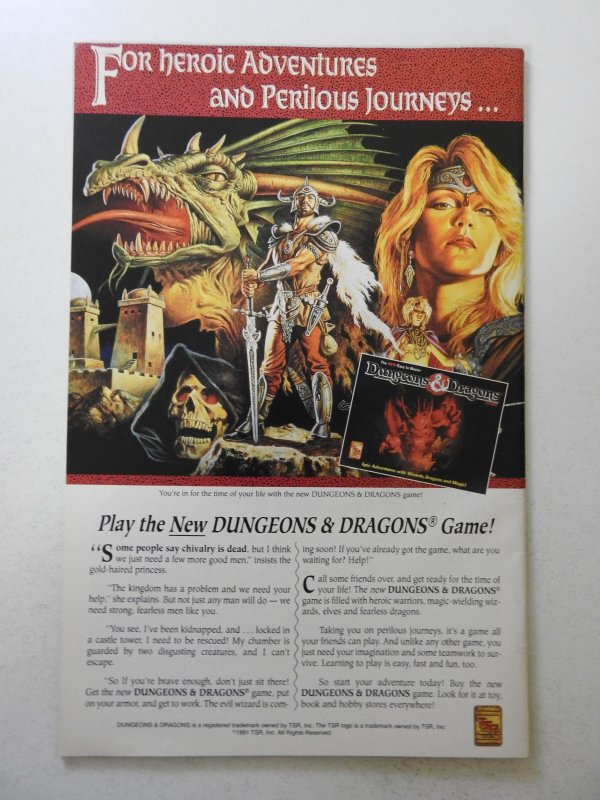 For heroic Adventures
and Perilous Journeys ...
The New Easy to Master
Dungeons & Dragons
GAME
Epic Adventures with Wizards, Dragons and Magic!
You're in for the time of your life with the new DUNGEONS & DRAGONS game!
Play the New DUNGEONS & DRAGONS® Game!
“Some people say chivalry is dead, but I think
we just need a few more good men,” insists the
gold-haired princess.
"The kingdom has a problem and we need your
help," she explains. But not just any man will do — we
need strong, fearless men like you.
"You see, I've been kidnapped, and . . . locked in
a castle tower. I need to be rescued! My chamber is
guarded by two disgusting creatures, and I can't
escape.
"So If you're brave enough, don't just sit there!
Get the new DUNGEONS & DRAGONS® game, put
on your armor, and get to work. The evil wizard is com-
ing soon! If you've already got the game, what are you
waiting for? Help!"
Call some friends over, and get ready for the time of
your life! The new DUNGEONS & DRAGONS®
game is filled with heroic warriors, magic-wielding wiz-
ards, elves and fearless dragons.
Taking you on perilous journeys, it's a game all
your friends can play. And unlike any other game, you
just need your imagination and some teamwork to sur-
vive. Learning to play is easy, fast and fun, too.
So start your adventure today! Buy the new
DUNGEONS & DRAGONS game. Look for it at toy,
book and hobby stores everywhere!
DUNGEONS & DRAGONS is a registered trademark owned by TSR, Inc. The TSR logo is a trademark owned by TSR, Inc.
©1991 TSR, Inc. All Rights Reserved.
TSR